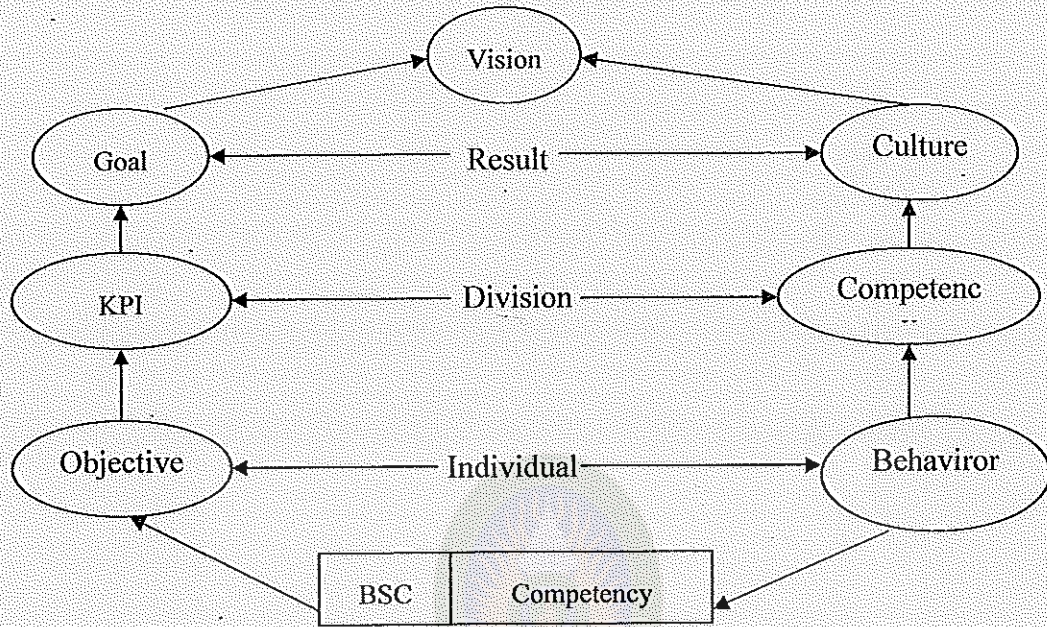 Vision
Goal
Result
Culture
KPI
Division
Competenc
Objective
Individual
Behaviror
BSC
Competency